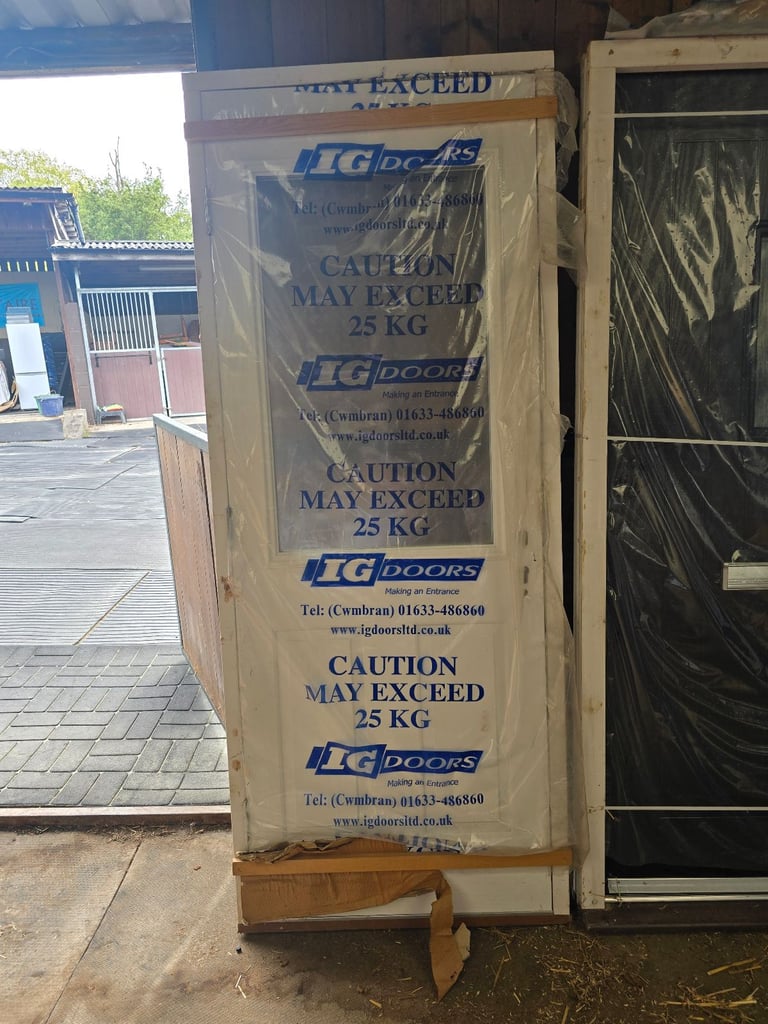 MAY EXCEED
25 KG
IG DOORS
Tel: (Cwmbran) 01633-486860
www.igdoorsltd.co.uk
CAUTION
MAY EXCEED
25 KG
IG DOORS
Making an Entrance
Tel: (Cwmbran) 01633-486860
www.igdoorsltd.co.uk
CAUTION
MAY EXCEED
25 KG
IG DOORS
Making an Entrance
Tel: (Cwmbran) 01633-486860
www.igdoorsltd.co.uk
CAUTION
MAY EXCEED
25 KG
IG DOORS
Making an Entrance
Tel: (Cwmbran) 01633-486860
www.igdoorsltd.co.uk